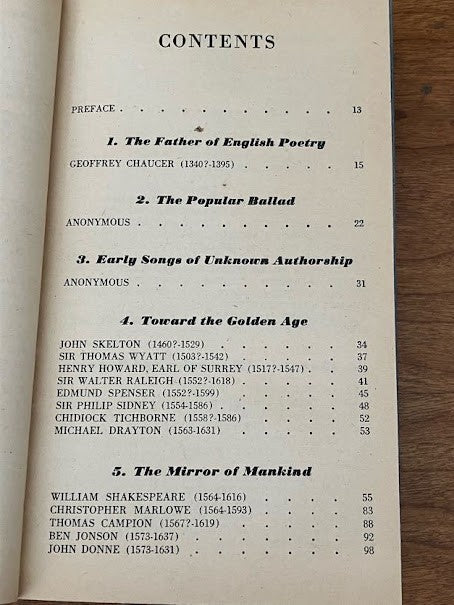 CONTENTS
PREFACE . . . . . . . . . . . 13
1. The Father of English Poetry
GEOFFREY CHAUCER (1340?-1395) . . . . . 15
2. The Popular Ballad
ANONYMOUS . . . . . . . . . . 22
3. Early Songs of Unknown Authorship
ANONYMOUS . . . . . . . . . . 31
4. Toward the Golden Age
JOHN SKELTON (1460?-1529) . . . . . . 34
SIR THOMAS WYATT (1503?-1542) . . . . . 37
HENRY HOWARD, EARL OF SURREY (1517?-1547) . . . 39
SIR WALTER RALEIGH (1552?-1618) . . . . . 41
EDMUND SPENSER (1552?-1599) . . . . . . 45
SIR PHILIP SIDNEY (1554-1586) . . . . . . 48
CHIDIOCK TICHBORNE (1558?-1586) . . . . . 52
MICHAEL DRAYTON (1563-1631) . . . . . . 53
5. The Mirror of Mankind
WILLIAM SHAKESPEARE (1564-1616) . . . . . 55
CHRISTOPHER MARLOWE (1564-1593) . . . . . 83
THOMAS CAMPION (1567?-1619) . . . . . . 88
BEN JONSON (1573-1637) . . . . . . . 92
JOHN DONNE (1573-1631) . . . . . . . 98